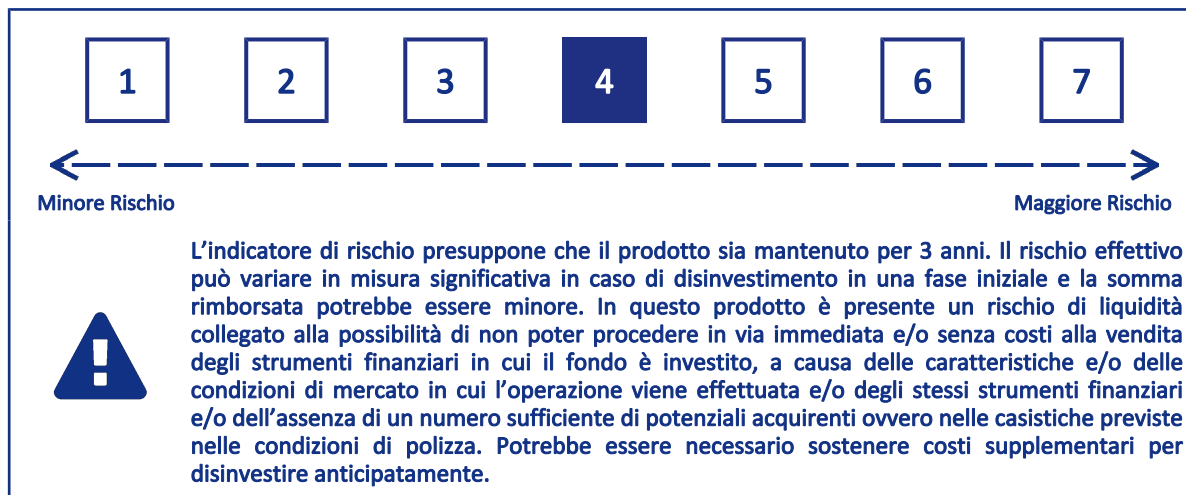 1 2 3 4 5 6 7
Minore Rischio Maggiore Rischio
L’indicatore di rischio presuppone che il prodotto sia mantenuto per 3 anni. Il rischio effettivo
può variare in misura significativa in caso di disinvestimento in una fase iniziale e la somma
rimborsata potrebbe essere minore. In questo prodotto è presente un rischio di liquidità
collegato alla possibilità di non poter procedere in via immediata e/o senza costi alla vendita
degli strumenti finanziari in cui il fondo è investito, a causa delle caratteristiche e/o delle
condizioni di mercato in cui l’operazione viene effettuata e/o degli stessi strumenti finanziari
e/o dell’assenza di un numero sufficiente di potenziali acquirenti ovvero nelle casistiche previste
nelle condizioni di polizza. Potrebbe essere necessario sostenere costi supplementari per
disinvestire anticipatamente.